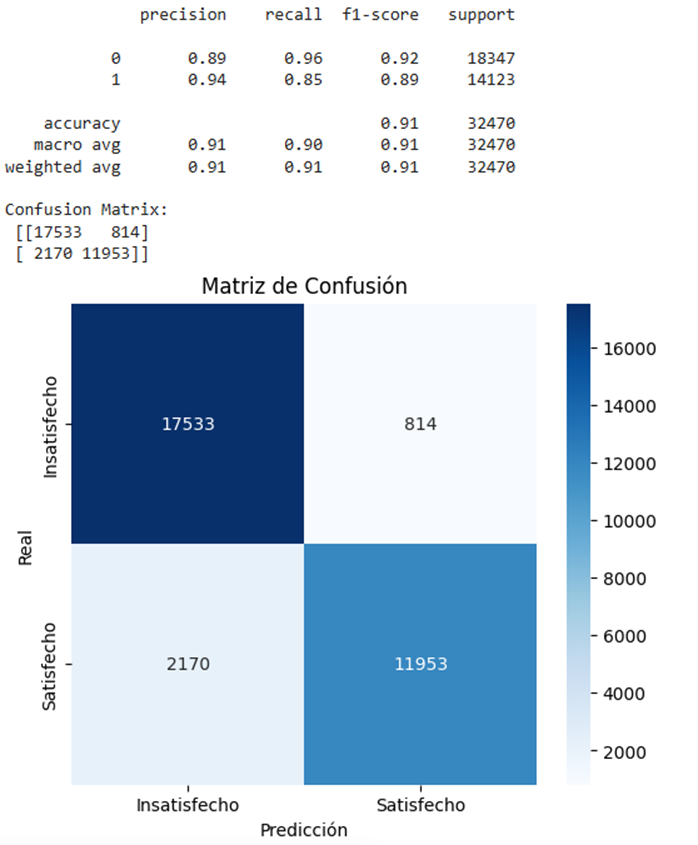 precision recall f1-score support
0 0.89 0.96 0.92 18347
1 0.94 0.85 0.89 14123
accuracy 0.91 32470
macro avg 0.91 0.90 0.91 32470
weighted avg 0.91 0.91 0.91 32470
Confusion Matrix:
[[17533 814]
[ 2170 11953]]
Matriz de Confusión
Insatisfecho
Satisfecho
Real
17533 814
2170 11953
Insatisfecho Satisfecho
Predicción
16000
14000
12000
10000
8000
6000
4000
2000